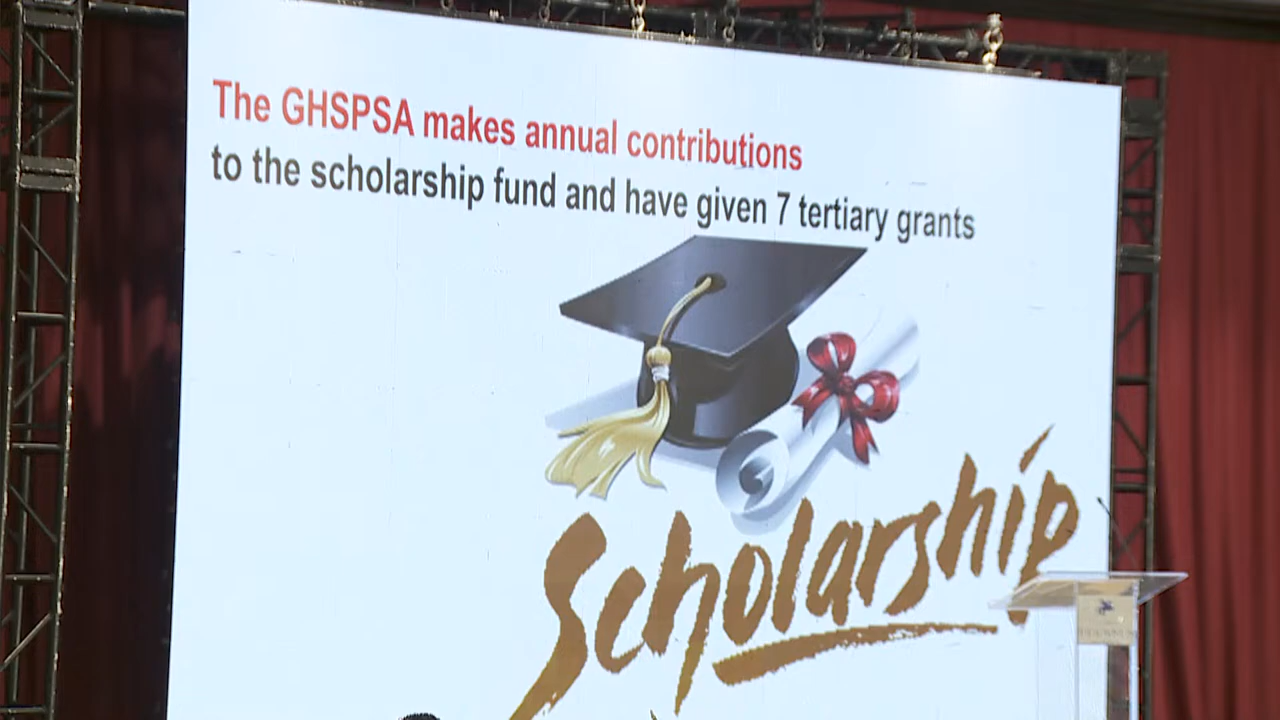 The GHSPSA makes annual contributions
to the scholarship fund and have given 7 tertiary grants
Scholarship